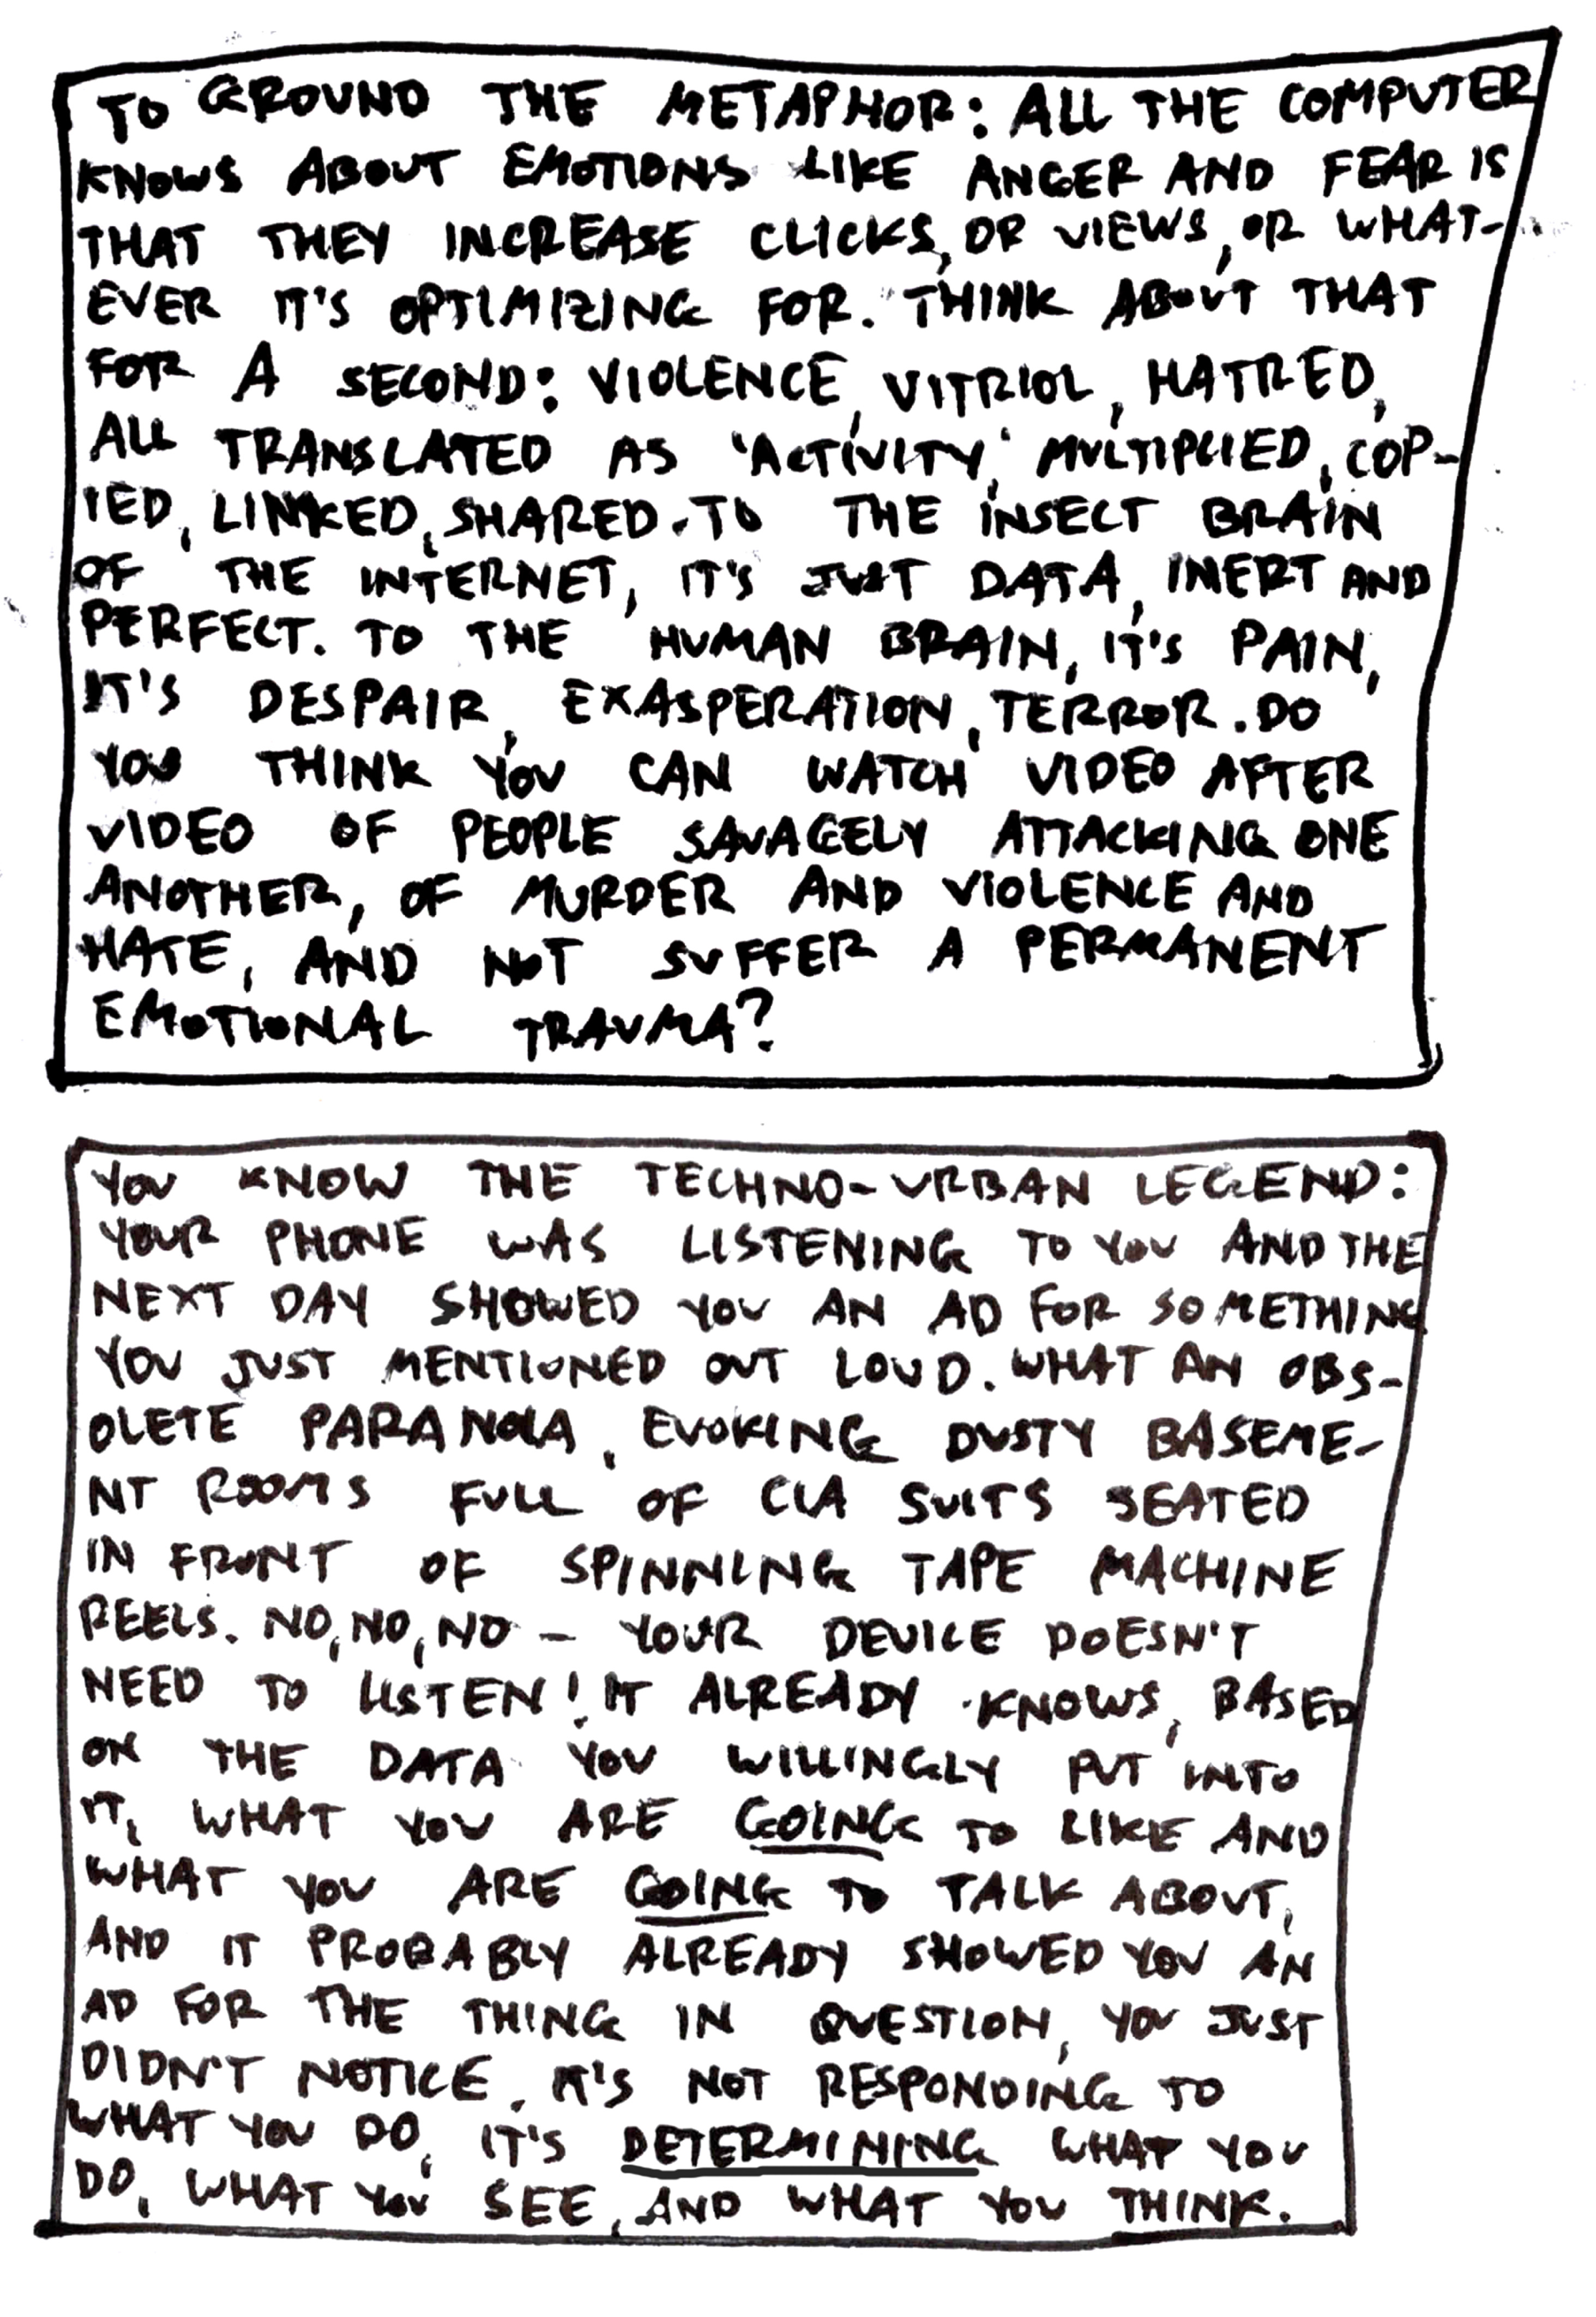 TO GROUND THE METAPHOR: ALL THE COMPUTER
KNOWS ABOUT EMOTIONS LIKE ANGER AND FEAR IS
THAT THEY INCREASE CLICKS, OR VIEWS, OR WHAT-
EVER IT'S OPTIMIZING FOR. THINK ABOUT THAT
FOR A SECOND: VIOLENCE, VITRIOL, HATRED,
ALL TRANSLATED AS 'ACTIVITY,' MULTIPLIED, COP-
IED, LINKED, SHARED. TO THE INSECT BRAIN
OF THE INTERNET, IT'S JUST DATA, INERT AND
PERFECT. TO THE HUMAN BRAIN, IT'S PAIN,
IT'S DESPAIR, EXASPERATION, TERROR. DO
YOU THINK YOU CAN WATCH VIDEO AFTER
VIDEO OF PEOPLE SAVAGELY ATTACKING ONE
ANOTHER, OF MURDER AND VIOLENCE AND
HATE, AND NOT SUFFER A PERMANENT
EMOTIONAL TRAUMA?
YOU KNOW THE TECHNO-URBAN LEGEND:
YOUR PHONE WAS LISTENING TO YOU AND THE
NEXT DAY SHOWED YOU AN AD FOR SOMETHING
YOU JUST MENTIONED OUT LOUD. WHAT AN OBS-
OLETE PARANOIA, EVOKING DUSTY BASEME-
NT ROOMS FULL OF CIA SUITS SEATED
IN FRONT OF SPINNING TAPE MACHINE
REELS. NO, NO, NO - YOUR DEVICE DOESN'T
NEED TO LISTEN! IT ALREADY KNOWS, BASED
ON THE DATA YOU WILLINGLY PUT INTO
IT, WHAT YOU ARE GOING TO LIKE AND
WHAT YOU ARE GOING TO TALK ABOUT,
AND IT PROBABLY ALREADY SHOWED YOU AN
AD FOR THE THING IN QUESTION, YOU JUST
DIDN'T NOTICE. IT'S NOT RESPONDING TO
WHAT YOU DO, IT'S DETERMINING WHAT YOU
DO, WHAT YOU SEE, AND WHAT YOU THINK.